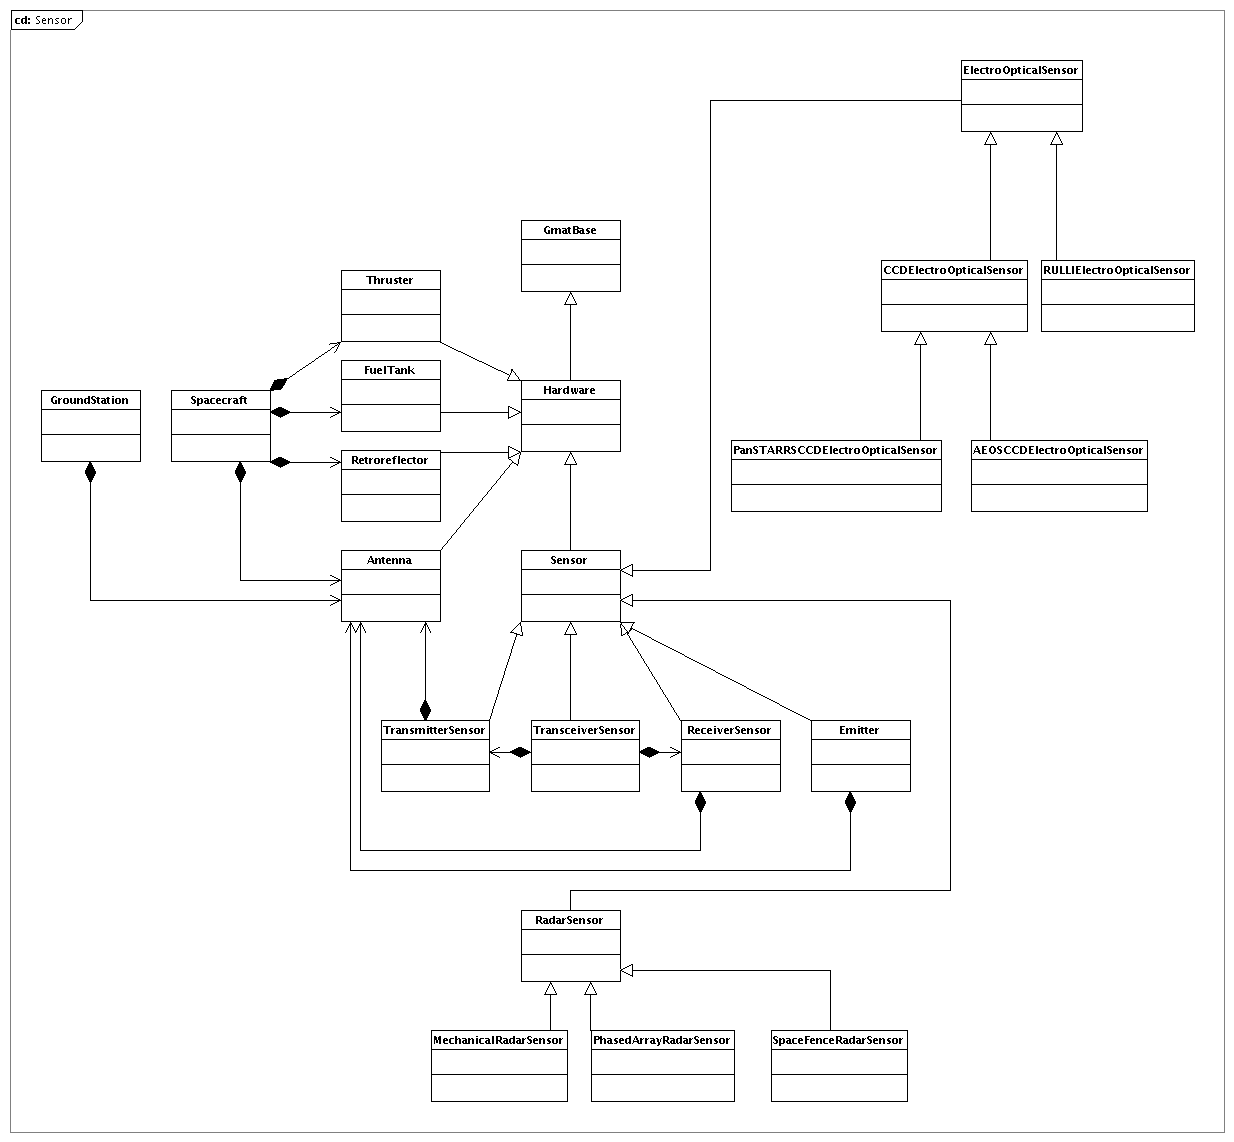 cd: Sensor
ElectroOpticalSensor
GmatBase
CCDElectroOpticalSensor
RULLIElectroOpticalSensor
Thruster
FuelTank
Hardware
GroundStation
Spacecraft
Retroreflector
PanSTARRSCCDElectroOpticalSensor
AEOSCCDElectroOpticalSensor
Antenna
Sensor
TransmitterSensor
TransceiverSensor
ReceiverSensor
Emitter
RadarSensor
MechanicalRadarSensor
PhasedArrayRadarSensor
SpaceFenceRadarSensor